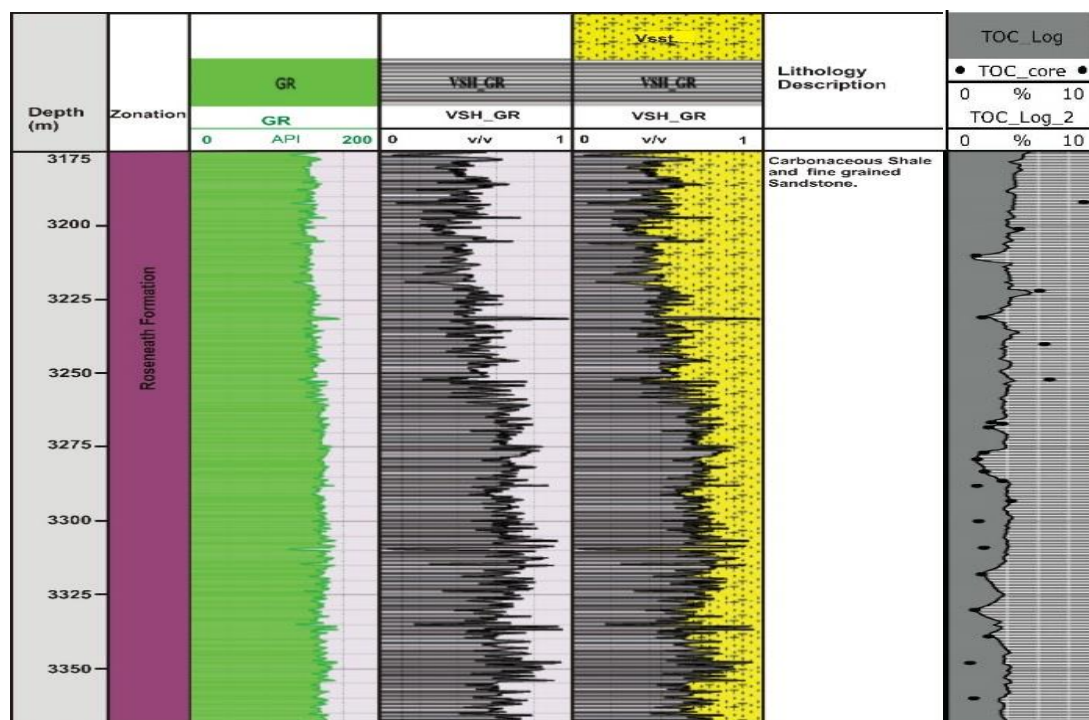 Depth
(m)
Zonation
GR
GR
0 API 200
VSH_GR
VSH_GR
0 v/v 1
Vsst
VSH_GR
VSH_GR
0 v/v 1
Lithology
Description
TOC_Log
TOC_core
0 % 10
TOC_Log_2
0 % 10
3175
3200
3225
3250
3275
3300
3325
3350
Roseneath Formation
Carbonaceous Shale
and fine grained
Sandstone.